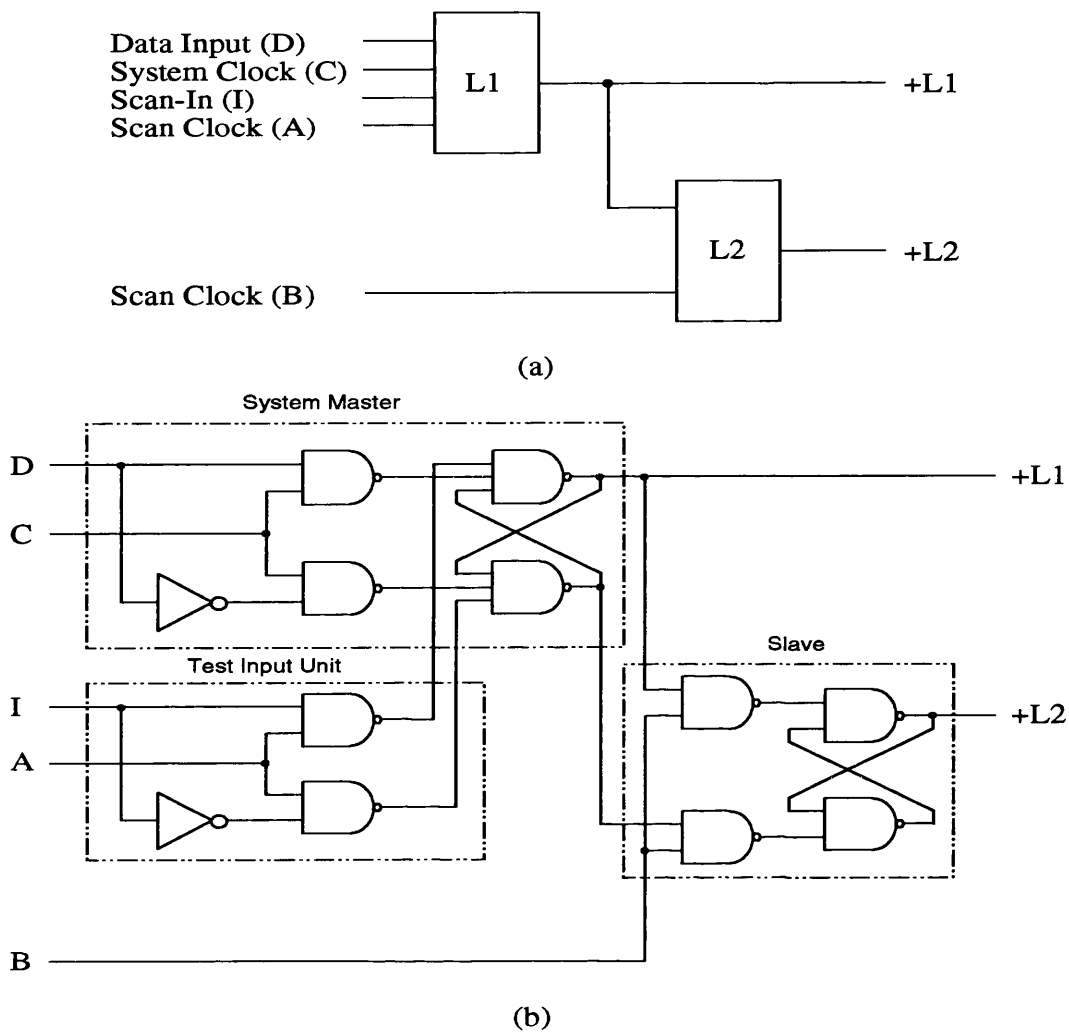 Data Input (D)
System Clock (C)
Scan-In (I)
Scan Clock (A)
L1
+L1
L2
+L2
Scan Clock (B)
(a)
System Master
D
+L1
C
Test Input Unit
Slave
I
+L2
A
B
(b)